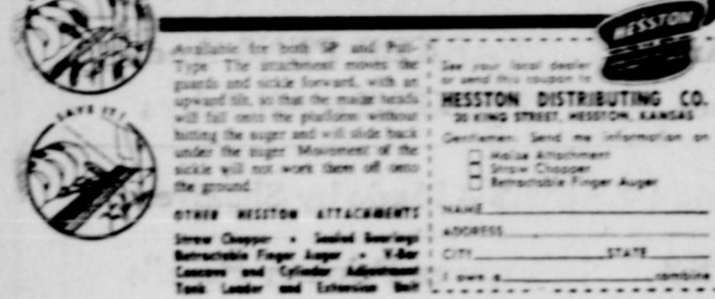 SAVE IT!
Available for both SP and Pull-
Type. The attachment moves the
guards and sickle forward, with an
upward tilt, so that the maize heads
will fall onto the platform without
hitting the auger and will slide back
under the auger. Movement of the
sickle will not work them off onto
the ground.
OTHER HESSTON ATTACHMENTS
Straw Chopper • Sealed Bearings
Retractable Finger Auger • V-Bar
Concave and Cylinder Adjustment
Tank Loader and Extension Unit
HESSTON
See your local dealer
or send this coupon to
HESSTON DISTRIBUTING CO.
20 KING STREET, HESSTON, KANSAS
Gentlemen: Send me information on
Maize Attachment
Straw Chopper
Retractable Finger Auger
NAME
ADDRESS
CITY STATE
I own a combine